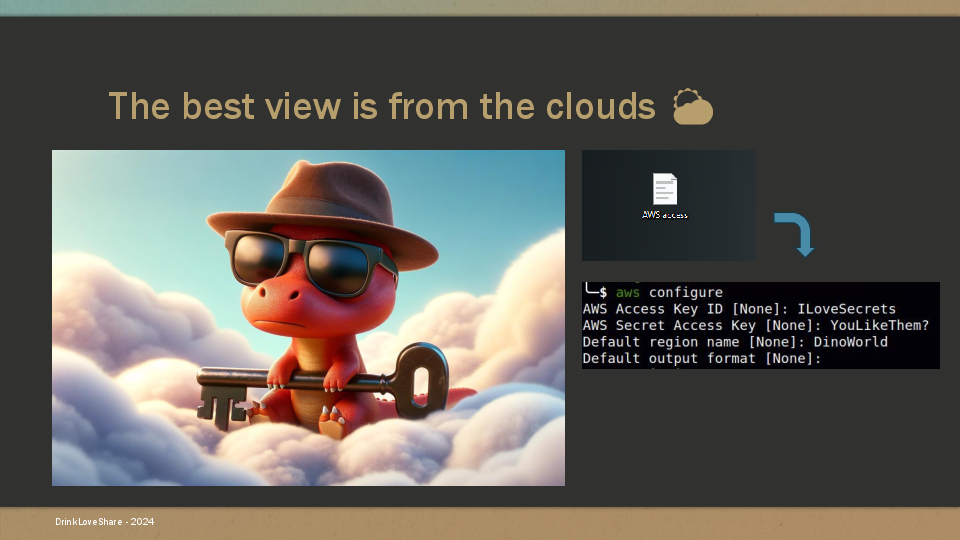 The best view is from the clouds
AWS access
$ aws configure
AWS Access Key ID [None]: ILoveSecrets
AWS Secret Access Key [None]: YouLikeThem?
Default region name [None]: DinoWorld
Default output format [None]:
DrinkLoveShare - 2024